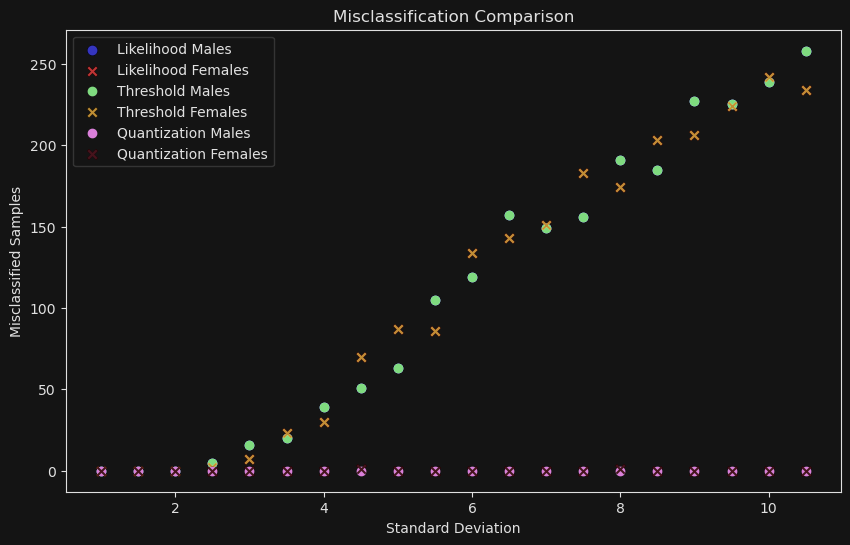 Misclassification Comparison
Likelihood Males
Likelihood Females
Threshold Males
Threshold Females
Quantization Males
Quantization Females
Misclassified Samples
250
200
150
100
50
0
2
4
6
8
10
Standard Deviation